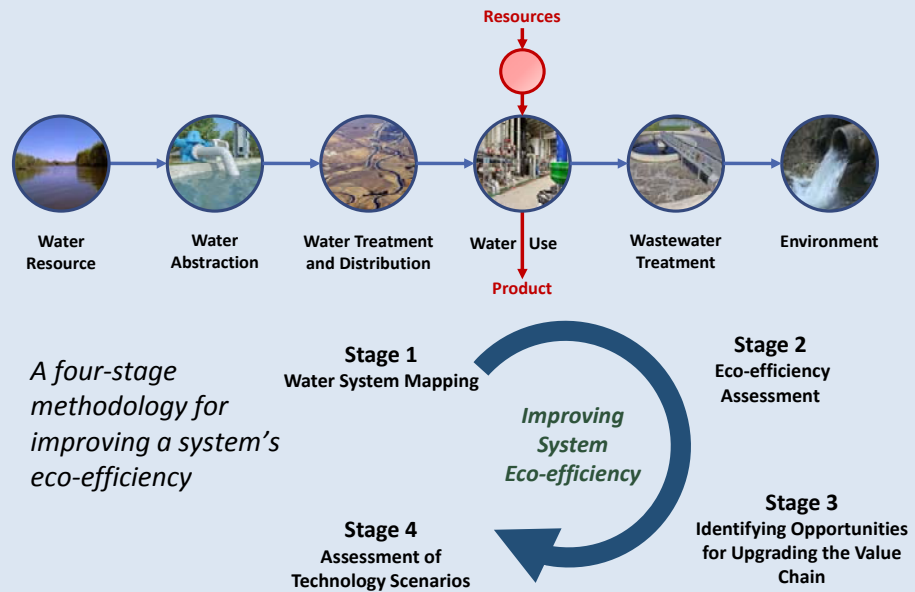 Resources
Water
Resource
Water
Abstraction
Water Treatment
and Distribution
Water Use
Wastewater
Treatment
Environment
Product
A four-stage
methodology for
improving a system’s
eco-efficiency
Stage 1
Water System Mapping
Stage 2
Eco-efficiency
Assessment
Improving
System
Eco-efficiency
Stage 3
Identifying Opportunities
for Upgrading the Value
Chain
Stage 4
Assessment of
Technology Scenarios